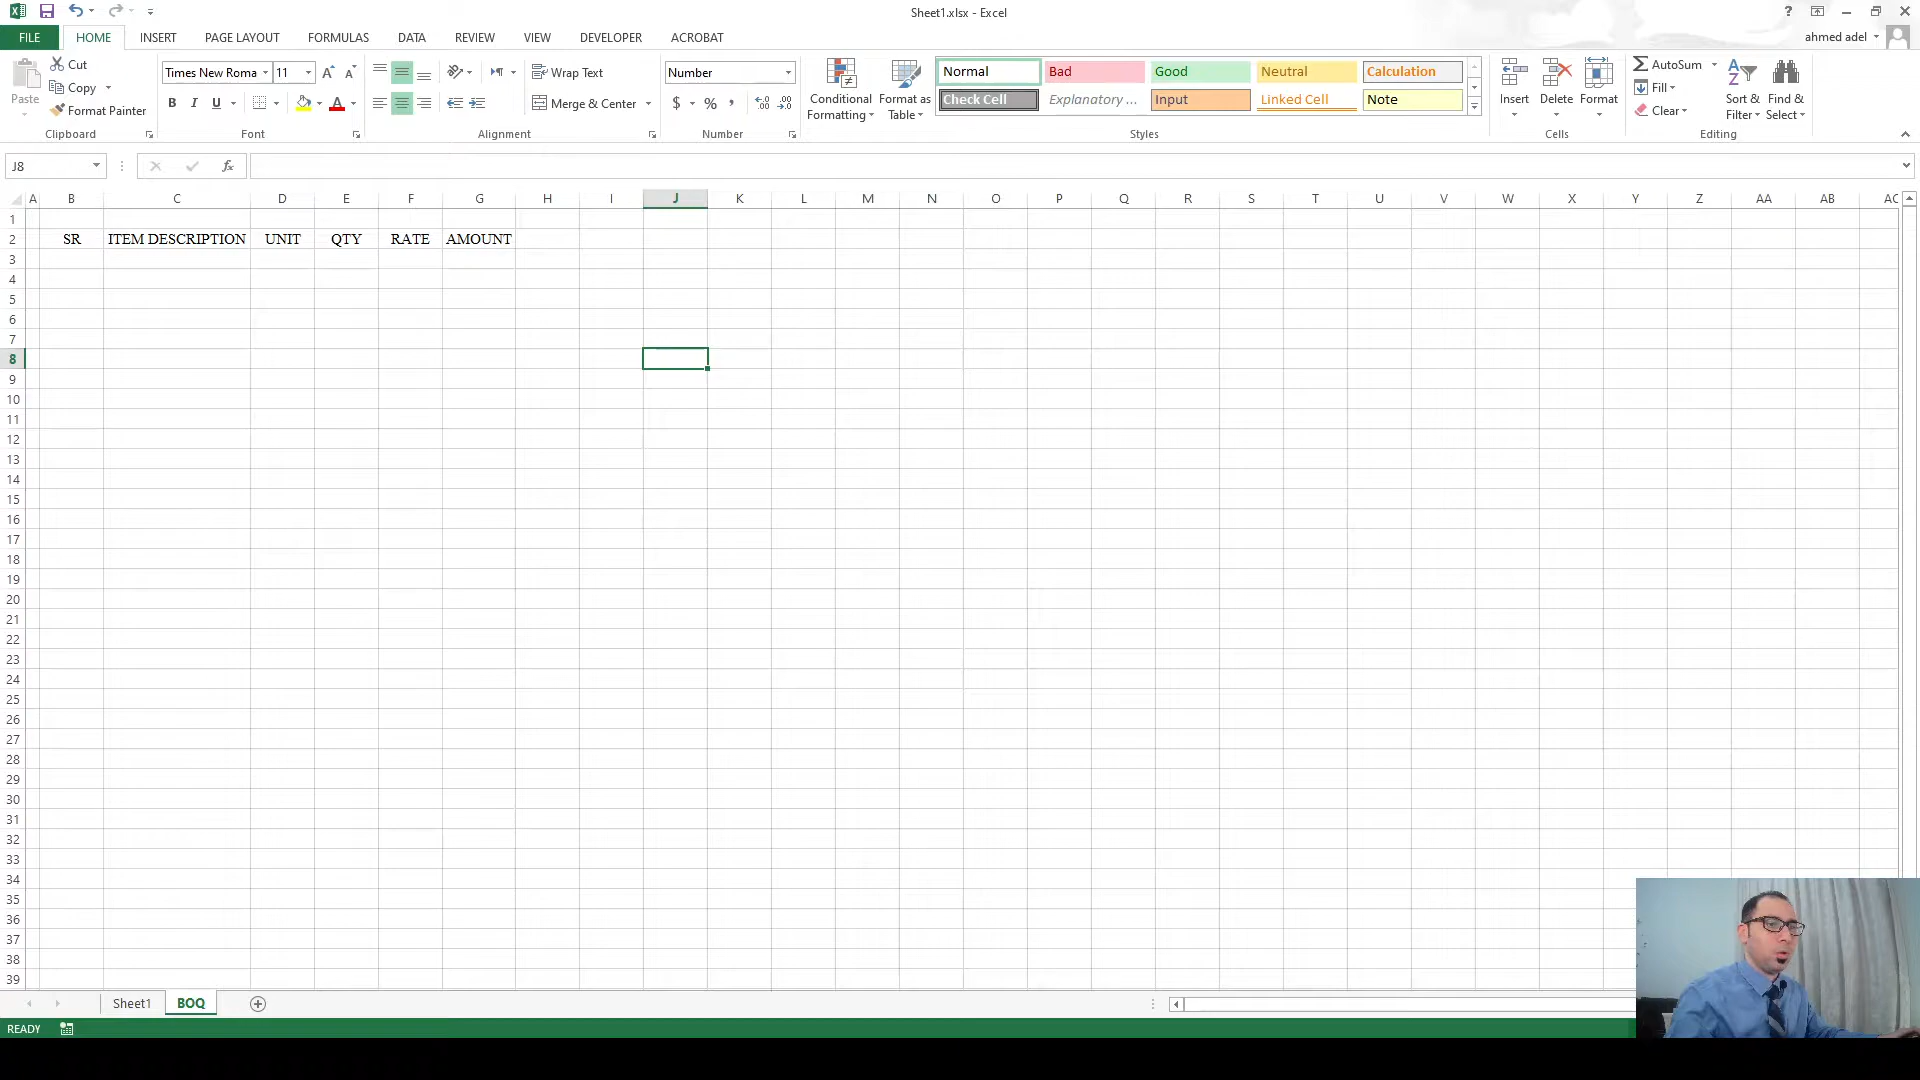 Sheet1.xlsx - Excel
?
FILE HOME INSERT PAGE LAYOUT FORMULAS DATA REVIEW VIEW DEVELOPER ACROBAT
ahmed adel
Paste
Cut
Copy
Format Painter
Clipboard
Times New Roma 11
B I U A
Font
Wrap Text
Merge & Center
Alignment
Number
$ % ,
Number
Conditional Formatting
Format as Table
Normal Bad Good Neutral Calculation
Check Cell Explanatory ... Input Linked Cell Note
Styles
Insert Delete Format
Cells
AutoSum
Fill
Clear
Sort & Filter
Find & Select
Editing
J8
fx
A B C D E F G H I J K L M N O P Q R S T U V W X Y Z AA AB AC
1
2 SR ITEM DESCRIPTION UNIT QTY RATE AMOUNT
3
4
5
6
7
8
9
10
11
12
13
14
15
16
17
18
19
20
21
22
23
24
25
26
27
28
29
30
31
32
33
34
35
36
37
38
39
Sheet1 BOQ
READY